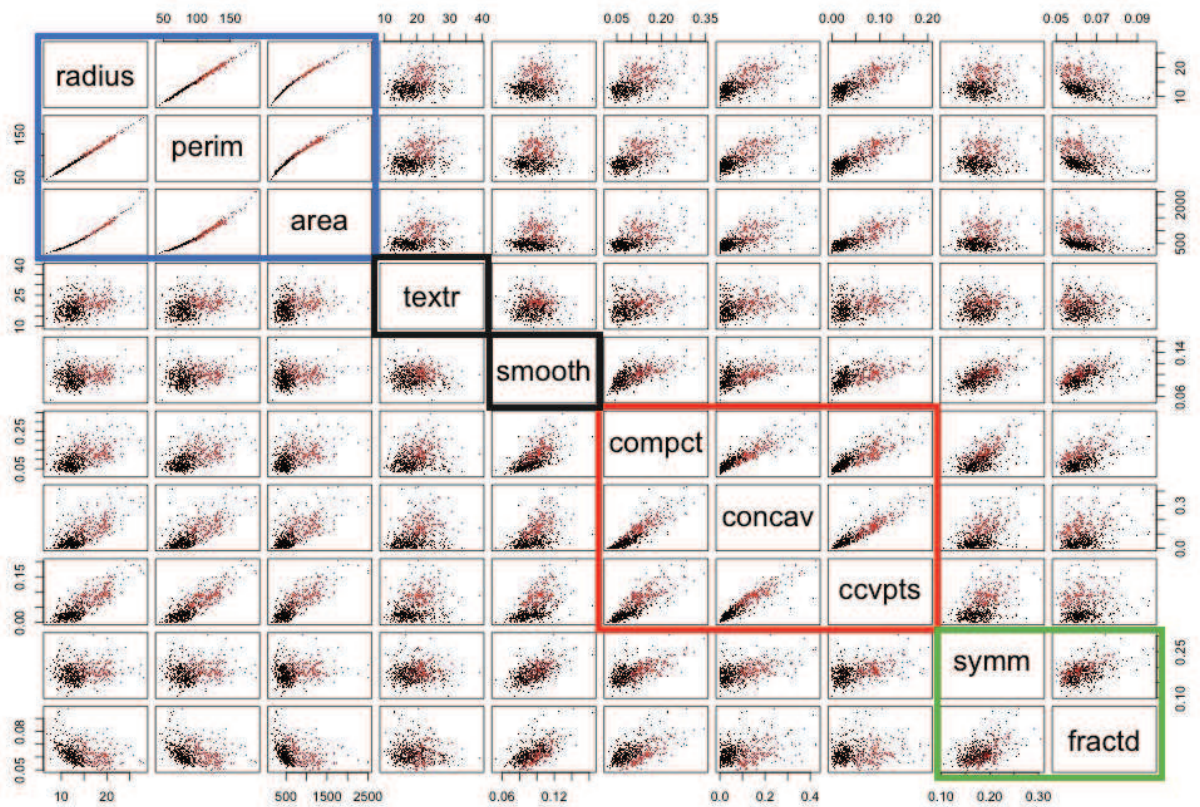 50 100 150 10 20 30 40 0.05 0.20 0.35 0.00 0.10 0.20 0.05 0.07 0.09
radius 10 20
50 150 perim
area 500 2000
10 25 40 textr
smooth 0.06 0.14
0.05 0.25 compct
concav 0.0 0.3
0.00 0.15 ccvpts
symm 0.10 0.25
0.05 0.08 fractd
10 20 500 1500 2500 0.06 0.12 0.0 0.2 0.4 0.10 0.20 0.30